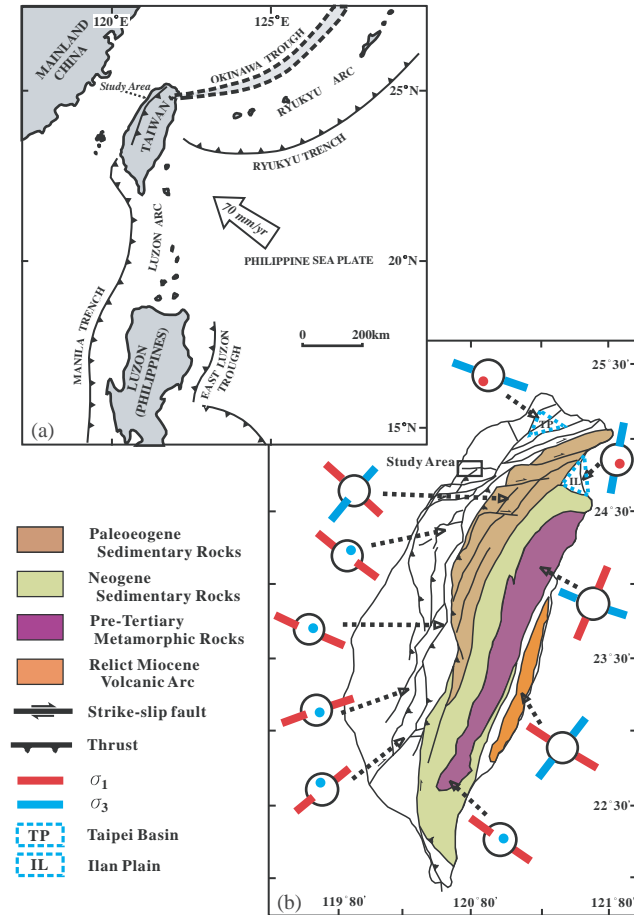 120°E
125°E
MAINLAND
CHINA
OKINAWA TROUGH
Study Area
RYUKYU ARC
25°N
TAIWAN
RYUKYU TRENCH
70 mm/yr
LUZON ARC
PHILIPPINE SEA PLATE
20°N
MANILA TRENCH
0 200km
LUZON
(PHILIPPINES)
EAST LUZON
TROUGH
(a)
15°N
25°30'
TP
Study Area
IL
24°30'
23°30'
22°30'
Paleoeogene
Sedimentary Rocks
Neogene
Sedimentary Rocks
Pre-Tertiary
Metamorphic Rocks
Relict Miocene
Volcanic Arc
Strike-slip fault
Thrust
σ1
σ3
TP Taipei Basin
IL Ilan Plain
(b)
119°80'
120°80'
121°80'